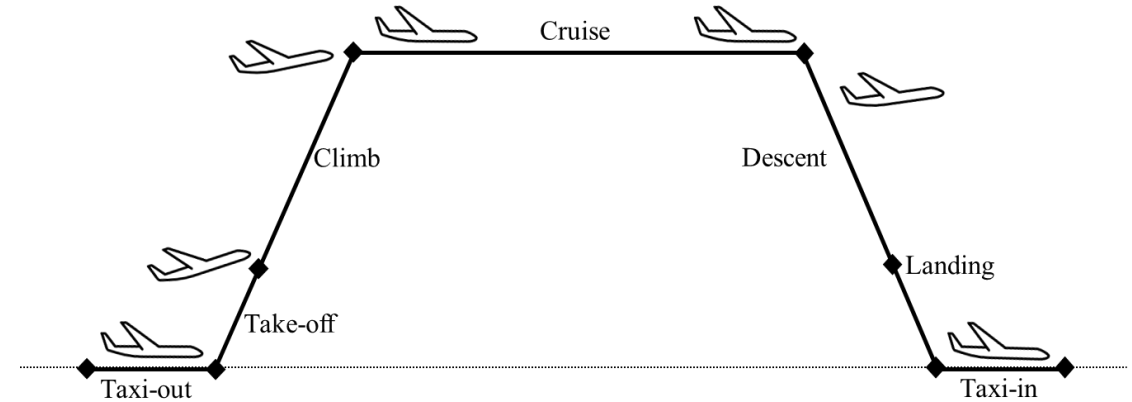 Cruise
Climb
Descent
Landing
Take-off
Taxi-out
Taxi-in